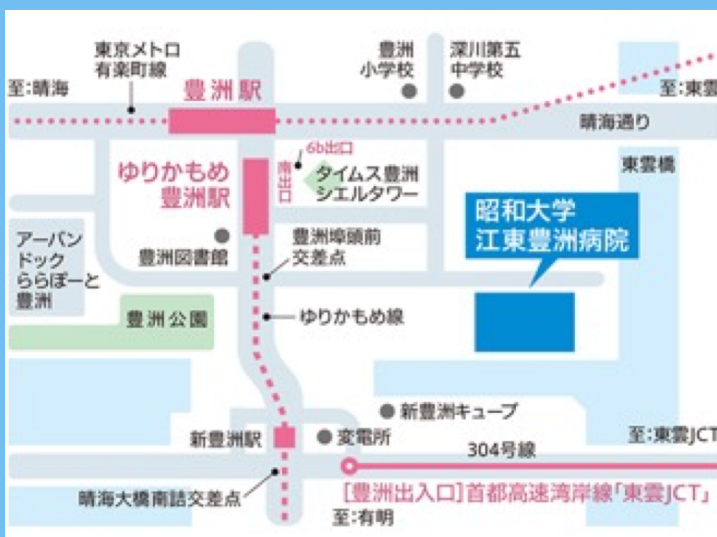 東京メトロ
有楽町線
豊洲
小学校
深川第五
中学校
至:晴海
豊洲駅
至:東雲
晴海通り
6b出口
南出口
ゆりかもめ
豊洲駅
タイムス豊洲
シエルタワー
東雲橋
昭和大学
江東豊洲病院
アーバン
ドック
ららぽーと
豊洲
豊洲図書館
豊洲埠頭前
交差点
豊洲公園
ゆりかもめ線
新豊洲キューブ
新豊洲駅
変電所
304号線
至:東雲JCT
晴海大橋南詰交差点
[豊洲出入口]首都高速湾岸線「東雲JCT」
至:有明